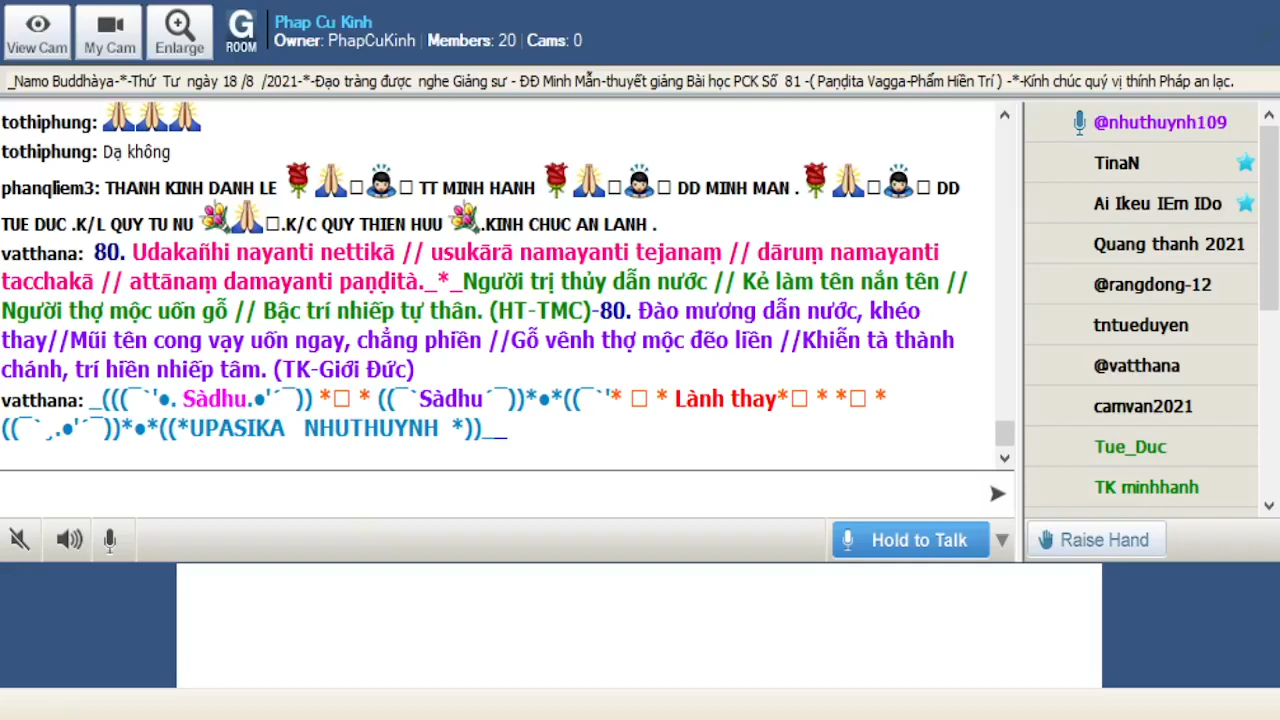 View Cam
My Cam
Enlarge
G
ROOM
Phap Cu Kinh
Owner: PhapCuKinh | Members: 20 | Cams: 0
_Namo Buddhàya-*-Thứ Tư ngày 18 /8 /2021-*-Đạo tràng được nghe Giảng sư - ĐĐ Minh Mẫn-thuyết giảng Bài học PCK Số 81 -( Paṇḍita Vagga-Phẩm Hiền Trí ) -*-Kính chúc quý vị thính Pháp an lạc.
tothiphung: 🙏🙏🙏
tothiphung: Dạ không
phanqliem3: THANH KINH DANH LE 🌹🙏□🙇□ TT MINH HANH 🌹🙏□🙇□ DD MINH MAN .🌹🙏□🙇□ DD
TUE DUC .K/L QUY TU NU 💐🙏□.K/C QUY THIEN HUU 💐.KINH CHUC AN LANH .
vatthana: 80. Udakañhi nayanti nettikā // usukārā namayanti tejanaṃ // dāruṃ namayanti
tacchakā // attānaṃ damayanti paṇḍità._*_Người trị thủy dẫn nước // Kẻ làm tên nắn tên //
Người thợ mộc uốn gỗ // Bậc trí nhiếp tự thân. (HT-TMC)-80. Đào mương dẫn nước, khéo
thay//Mũi tên cong vạy uốn ngay, chẳng phiền //Gỗ vênh thợ mộc đẽo liền //Khiễn tà thành
chánh, trí hiền nhiếp tâm. (TK-Giới Đức)
vatthana: _(((¯`'●. Sàdhu.●'´¯)) *□ * ((¯`Sàdhu´¯))*●*((¯`'* □ * Lành thay*□ * *□ *
((¯`¸.●'´¯))*●*((*UPASIKA NHUTHUYNH *))__
@nhuthuynh109
TinaN
Ai Ikeu IEm IDo
Quang thanh 2021
@rangdong-12
tntueduyen
@vatthana
camvan2021
Tue_Duc
TK minhhanh
Hold to Talk
Raise Hand